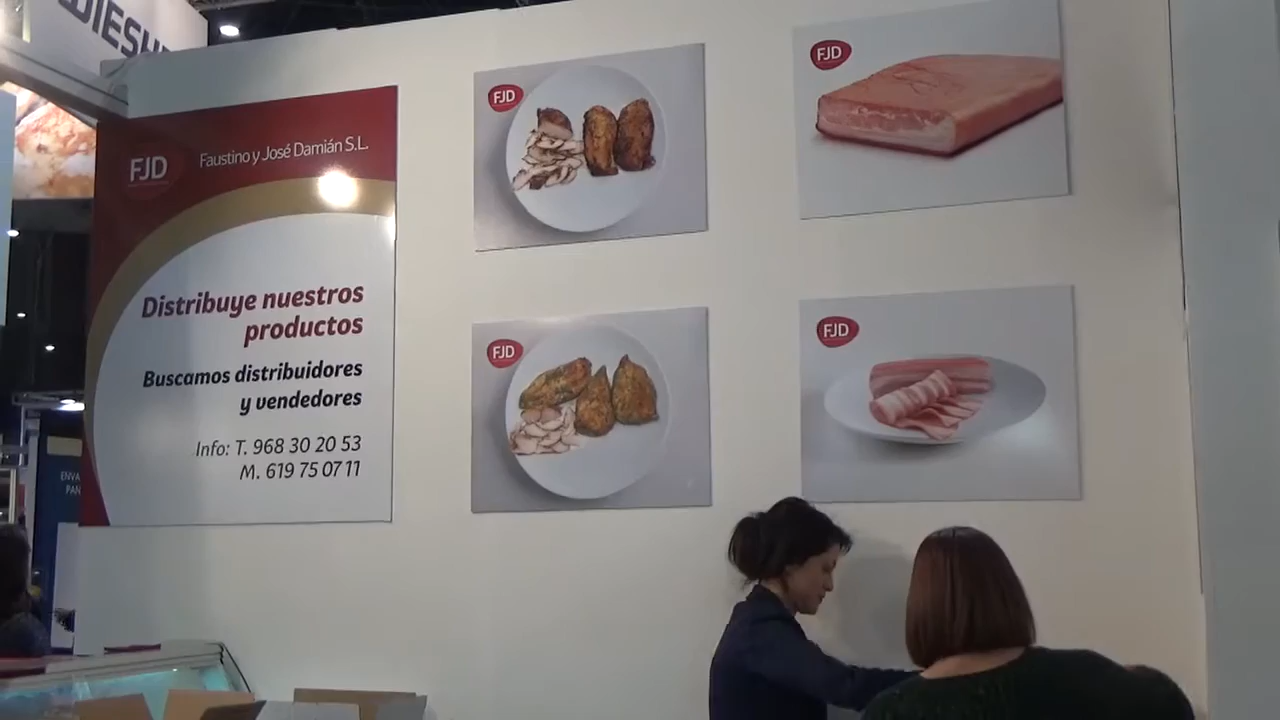 FJD
Faustino y José Damián S.L.
Distribuye nuestros
productos
Buscamos distribuidores
y vendedores
Info: T. 968 30 20 53
M. 619 75 07 11
FJD
FJD
FJD
FJD